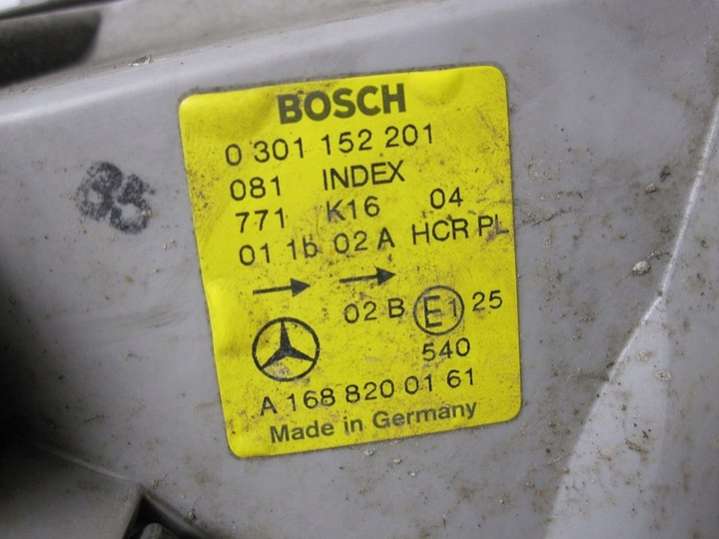 BOSCH
0 301 152 201
081 INDEX
771 K16 04
01 1b 02 A HCR PL
02 B E1 25
540
A 168 820 01 61
Made in Germany
85